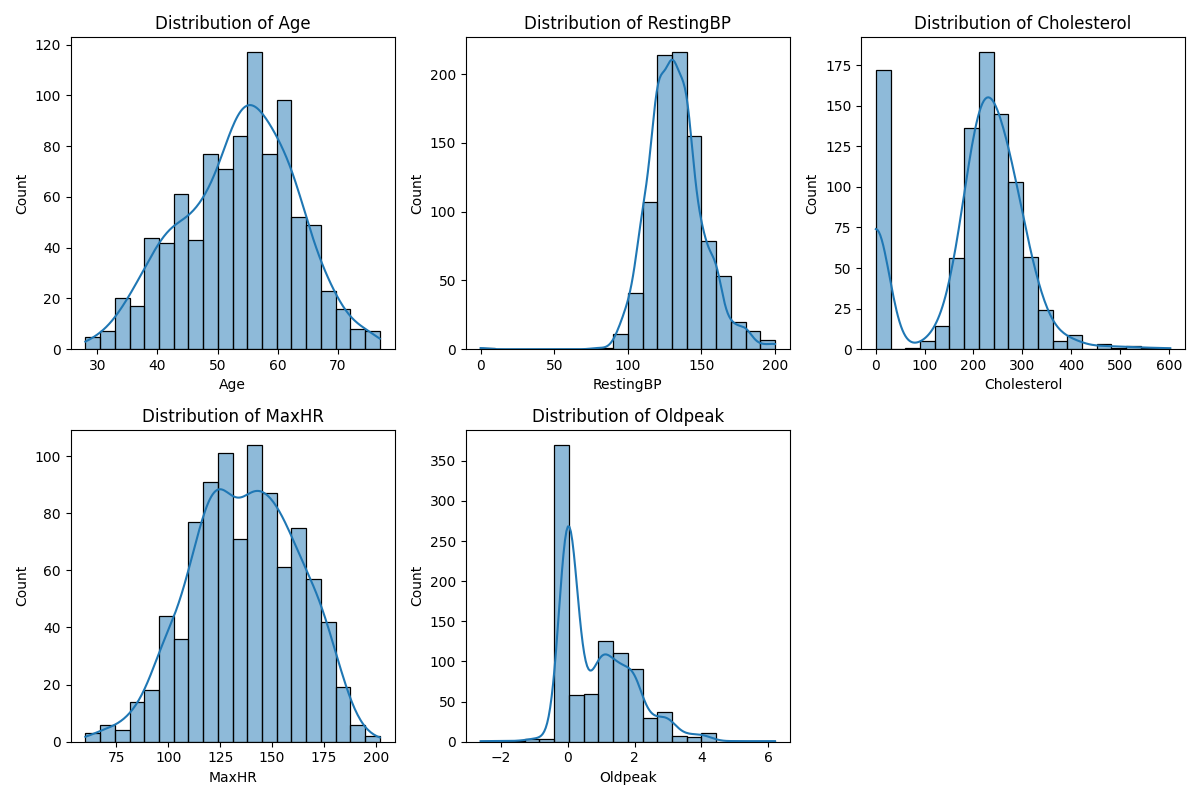 Distribution of Age
120
100
80
60
40
20
0
Count
30 40 50 60 70
Age
Distribution of RestingBP
200
150
100
50
0
Count
0 50 100 150 200
RestingBP
Distribution of Cholesterol
175
150
125
100
75
50
25
0
Count
0 100 200 300 400 500 600
Cholesterol
Distribution of MaxHR
100
80
60
40
20
0
Count
75 100 125 150 175 200
MaxHR
Distribution of Oldpeak
350
300
250
200
150
100
50
0
Count
−2 0 2 4 6
Oldpeak